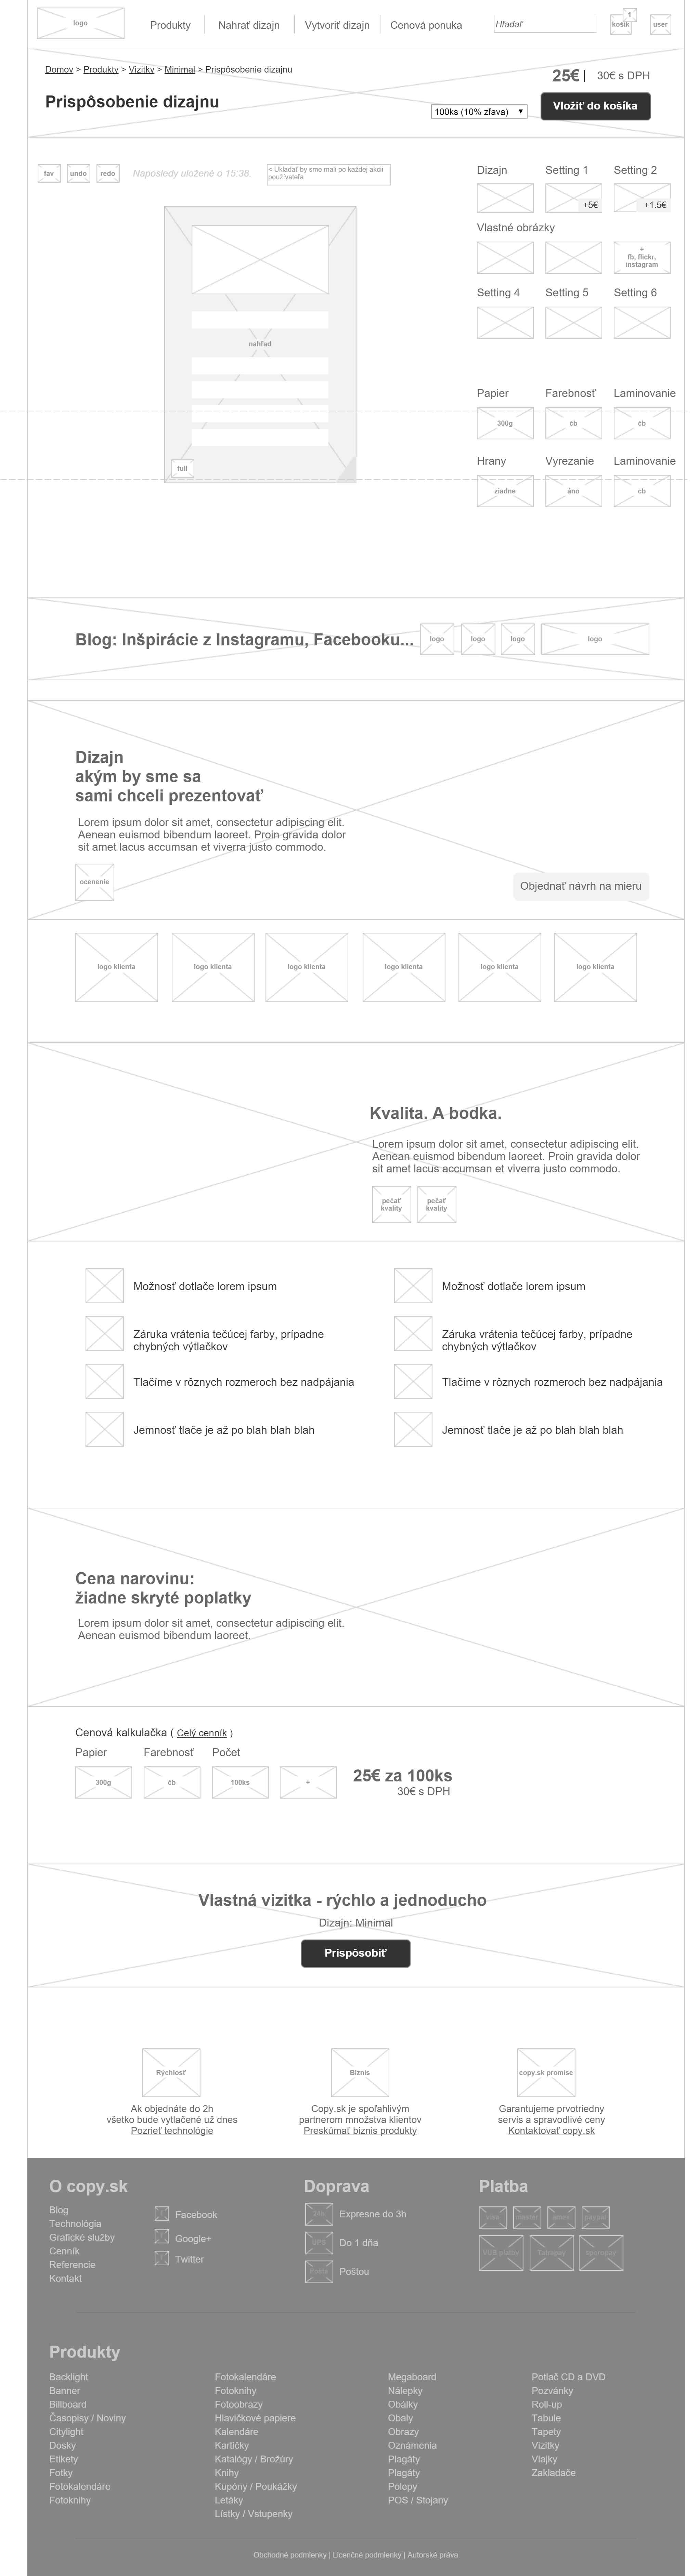 logo
Produkty
Nahrať dizajn
Vytvoriť dizajn
Cenová ponuka
Hľadať
košík
1
user
Domov > Produkty > Vizitky > Minimal > Prispôsobenie dizajnu
25€
30€ s DPH
Prispôsobenie dizajnu
100ks (10% zľava)
Vložiť do košíka
fav
undo
redo
Naposledy uložené o 15:38.
< Ukladať by sme mali po každej akcii
používateľa
Dizajn
Setting 1
Setting 2
+5€
+1.5€
Vlastné obrázky
+
fb, flickr,
instagram
Setting 4
Setting 5
Setting 6
nahľad
full
Papier
Farebnosť
Laminovanie
300g
čb
čb
Hrany
Vyrezanie
Laminovanie
žiadne
áno
čb
Blog: Inšpirácie z Instagramu, Facebooku...
logo
logo
logo
logo
Dizajn
akým by sme sa
sami chceli prezentovať
Lorem ipsum dolor sit amet, consectetur adipiscing elit.
Aenean euismod bibendum laoreet. Proin gravida dolor
sit amet lacus accumsan et viverra justo commodo.
ocenenie
Objednať návrh na mieru
logo klienta
logo klienta
logo klienta
logo klienta
logo klienta
logo klienta
Kvalita. A bodka.
Lorem ipsum dolor sit amet, consectetur adipiscing elit.
Aenean euismod bibendum laoreet. Proin gravida dolor
sit amet lacus accumsan et viverra justo commodo.
pečať
kvality
pečať
kvality
Možnosť dotlače lorem ipsum
Možnosť dotlače lorem ipsum
Záruka vrátenia tečúcej farby, prípadne
chybných výtlačkov
Záruka vrátenia tečúcej farby, prípadne
chybných výtlačkov
Tlačíme v rôznych rozmeroch bez nadpájania
Tlačíme v rôznych rozmeroch bez nadpájania
Jemnosť tlače je až po blah blah blah
Jemnosť tlače je až po blah blah blah
Cena narovinu:
žiadne skryté poplatky
Lorem ipsum dolor sit amet, consectetur adipiscing elit.
Aenean euismod bibendum laoreet.
Cenová kalkulačka ( Celý cenník )
Papier
Farebnosť
Počet
300g
čb
100ks
+
25€ za 100ks
30€ s DPH
Vlastná vizitka - rýchlo a jednoducho
Dizajn: Minimal
Prispôsobiť
Rýchlosť
Biznis
copy.sk promise
Ak objednáte do 2h
všetko bude vytlačené už dnes
Pozrieť technológie
Copy.sk je spoľahlivým
partnerom množstva klientov
Preskúmať biznis produkty
Garantujeme prvotriedny
servis a spravodlivé ceny
Kontaktovať copy.sk
O copy.sk
Blog
Technológia
Grafické služby
Cenník
Referencie
Kontakt
Facebook
Google+
Twitter
Doprava
Expresne do 3h
Do 1 dňa
Poštou
Platba
Produkty
Backlight
Banner
Billboard
Časopisy / Noviny
Citylight
Dosky
Etikety
Fotky
Fotokalendáre
Fotoknihy
Fotokalendáre
Fotoknihy
Fotoobrazy
Hlavičkové papiere
Kalendáre
Kartičky
Katalógy / Brožúry
Knihy
Kupóny / Poukážky
Letáky
Lístky / Vstupenky
Megaboard
Nálepky
Obálky
Obaly
Obrazy
Oznámenia
Plagáty
Plagáty
Polepy
POS / Stojany
Potlač CD a DVD
Pozvánky
Roll-up
Tabule
Tapety
Vizitky
Vlajky
Zakladače
Obchodné podmienky | Licenčné podmienky | Autorské práva